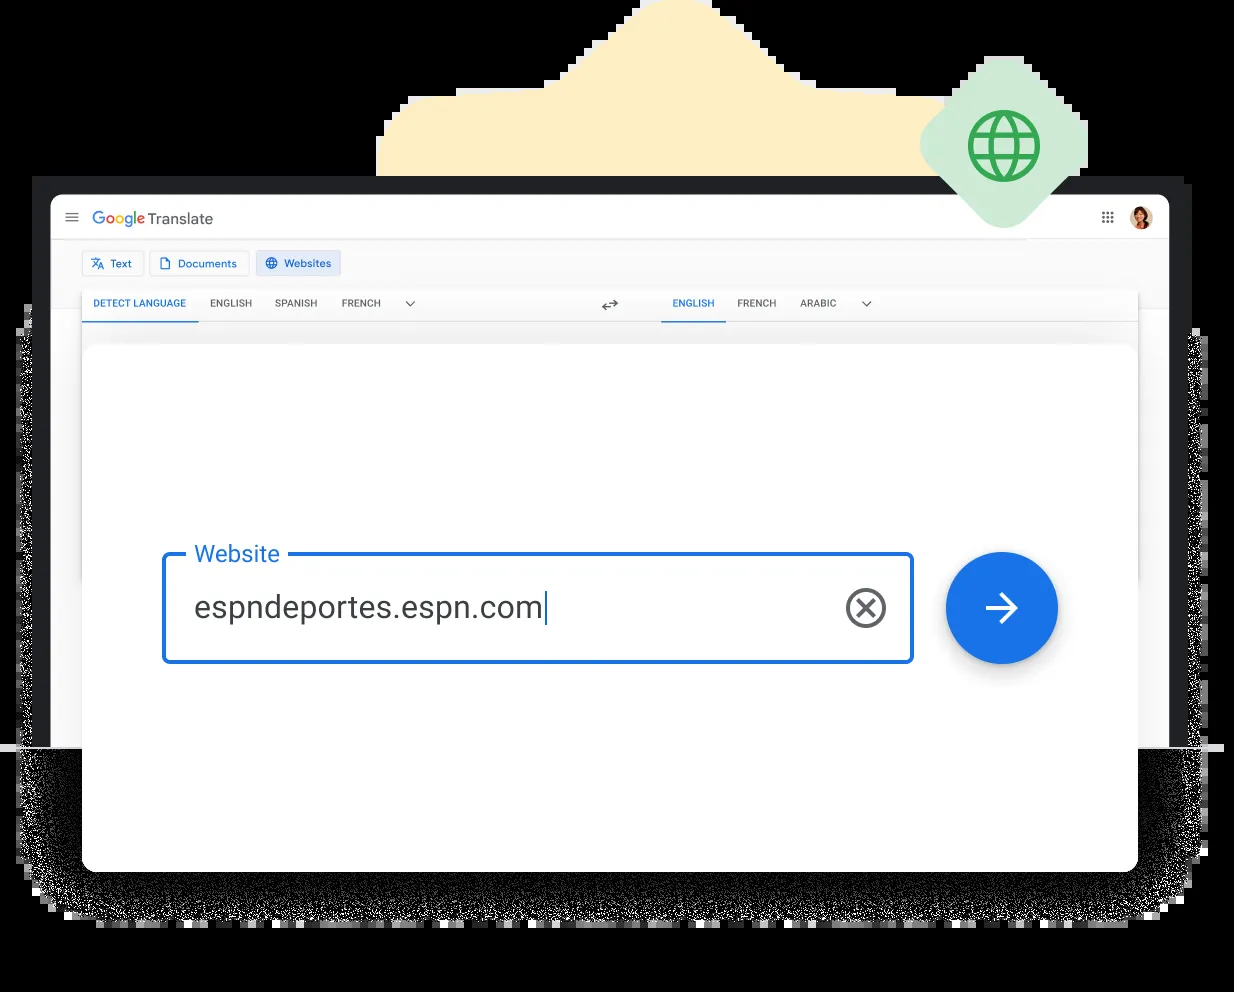 Google Translate
Text Documents Websites
DETECT LANGUAGE ENGLISH SPANISH FRENCH ENGLISH FRENCH ARABIC
Website
espndeportes.espn.com